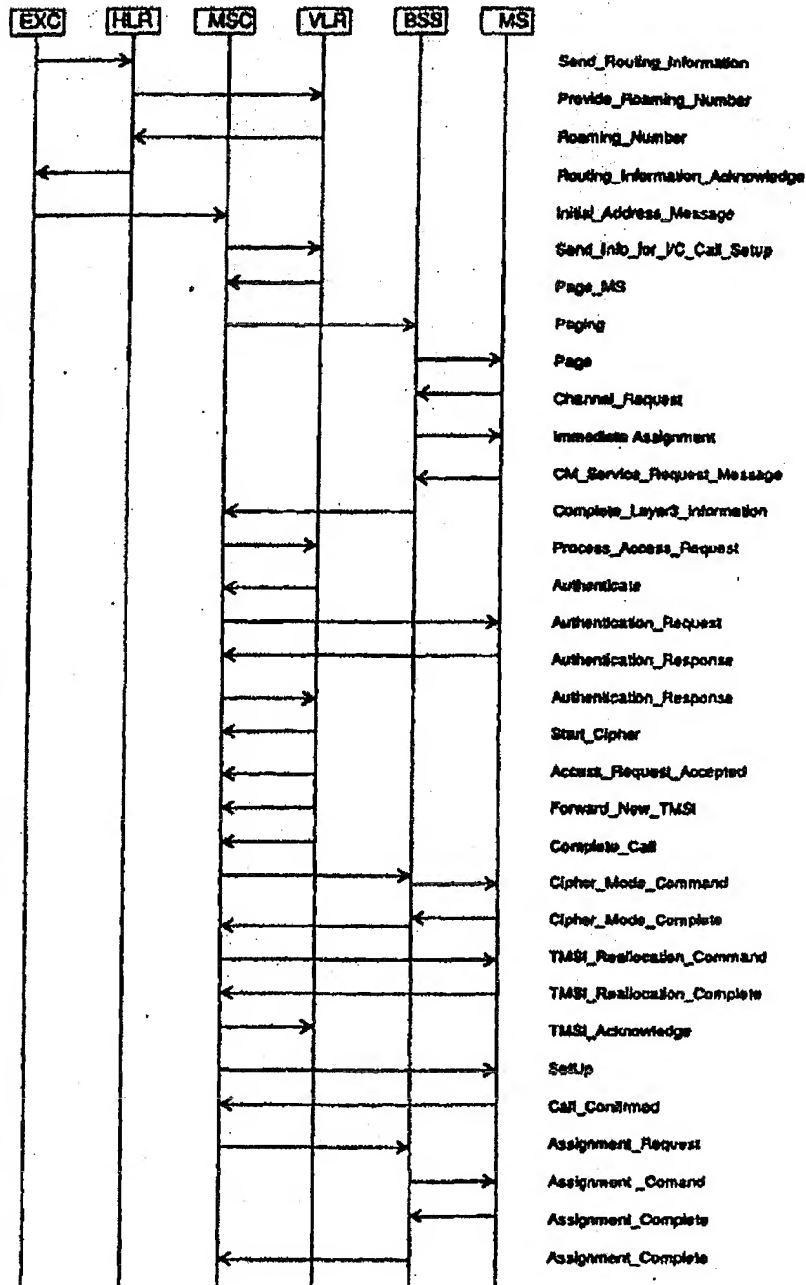 EXC HLR MSC VLR BSS MS
Send_Routing_Information
Provide_Roaming_Number
Roaming_Number
Routing_Information_Acknowledge
Initial_Address_Message
Send_Info_for_I/C_Call_Setup
Page_MS
Paging
Page
Channel_Request
Immediate Assignment
CM_Service_Request_Message
Complete_Layer3_Information
Process_Access_Request
Authenticate
Authentication_Request
Authentication_Response
Authentication_Response
Start_Cipher
Access_Request_Accepted
Forward_New_TMSI
Complete_Call
Cipher_Mode_Command
Cipher_Mode_Complete
TMSI_Reallocation_Command
TMSI_Reallocation_Complete
TMSI_Acknowledge
SetUp
Call_Confirmed
Assignment_Request
Assignment _Comand
Assignment_Complete
Assignment_Complete